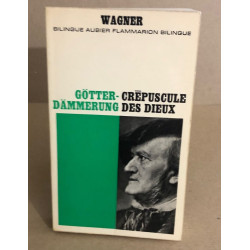 WAGNER
BILINGUE AUBIER FLAMMARION BILINGUE
GÖTTER- CRÉPUSCULE
DÄMMERUNG DES DIEUX